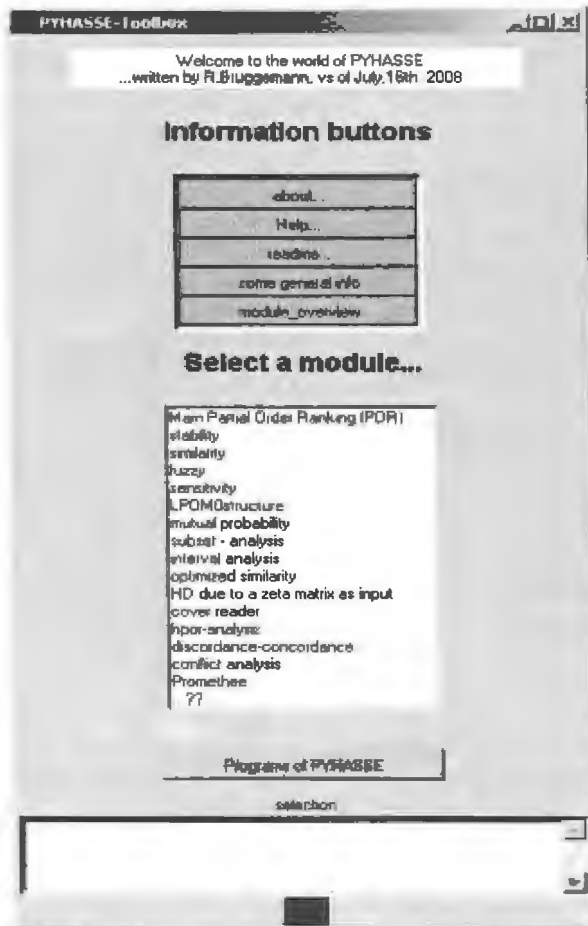 PYHASSE-Toolbox
Welcome to the world of PYHASSE
...written by R.Bruggemann, vs of July,16th 2008
Information buttons
about...
Help...
readme...
some general info
module_overview
Select a module...
Main Partial Order Ranking (POR)
stability
similarity
fuzzy
sensitivity
LPOM0structure
mutual probability
subset - analysis
interval analysis
optimized similarity
HD due to a zeta matrix as input
cover reader
hpor-analysis
discordance-concordance
conflict analysis
Promethee
??
Programs of PYHASSE
selection